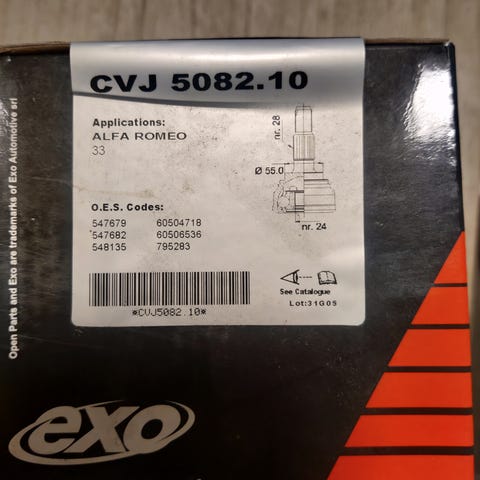 CVJ 5082.10
Applications:
ALFA ROMEO
33
nr. 28
Ø 55.0
nr. 24
O.E.S. Codes:
547679 60504718
*547682 60506536
548135 795283
*CVJ5082.10*
See Catalogue
Lot:31G05
Open Parts and Exo are trademarks of Exo Automotive srl
exo